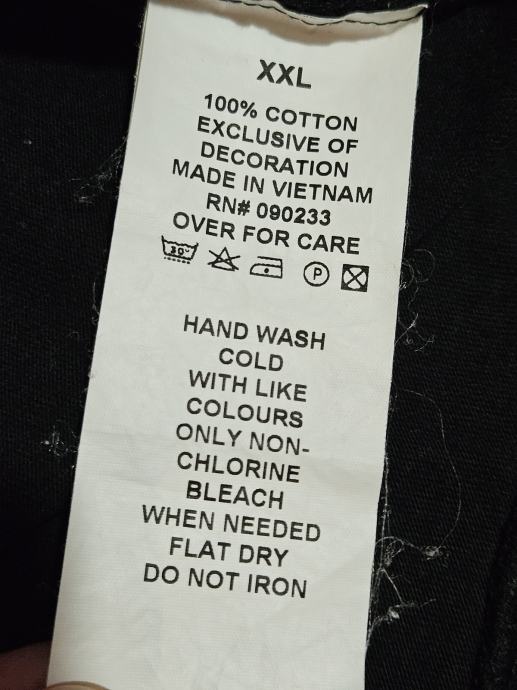 XXL
100% COTTON
EXCLUSIVE OF
DECORATION
MADE IN VIETNAM
RN# 090233
OVER FOR CARE
30° P
HAND WASH
COLD
WITH LIKE
COLOURS
ONLY NON-
CHLORINE
BLEACH
WHEN NEEDED
FLAT DRY
DO NOT IRON